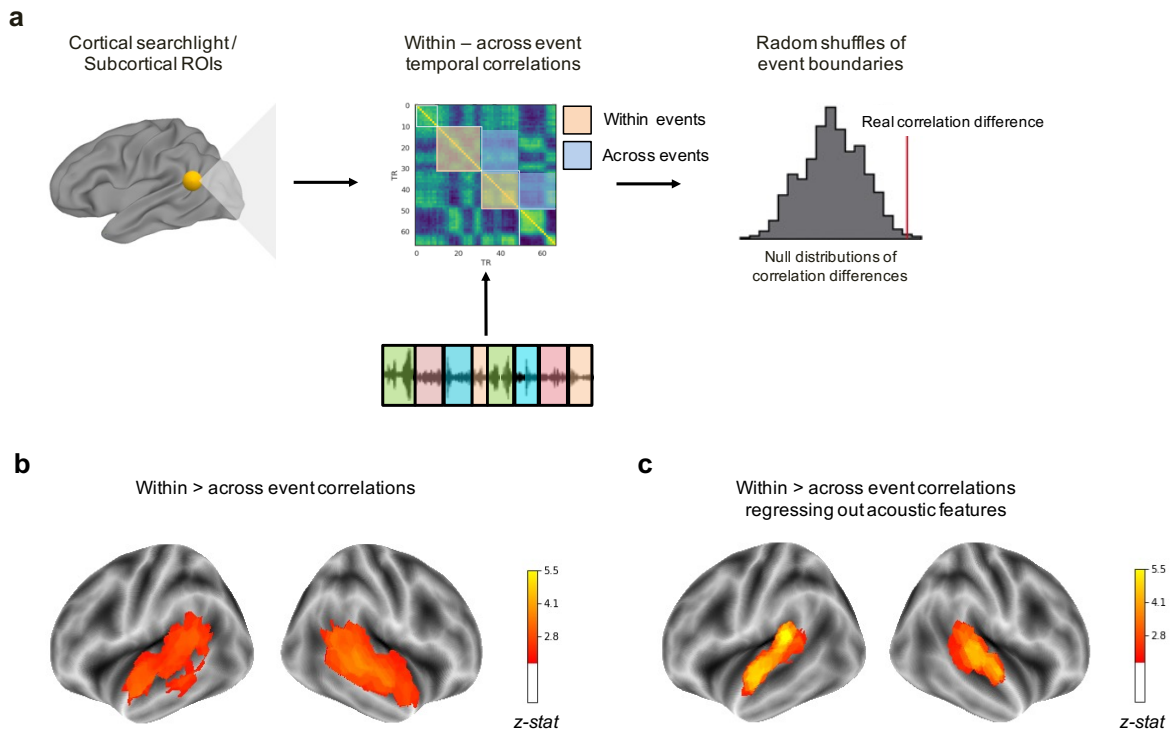 a
Cortical searchlight /
Subcortical ROIs
Within – across event
temporal correlations
Radom shuffles of
event boundaries
0
10
20
30
40
50
60
TR
0
20
40
60
TR
Within events
Across events
Real correlation difference
Null distributions of
correlation differences
b
Within > across event correlations
5.5
4.1
2.8
z-stat
c
Within > across event correlations
regressing out acoustic features
5.5
4.1
2.8
z-stat